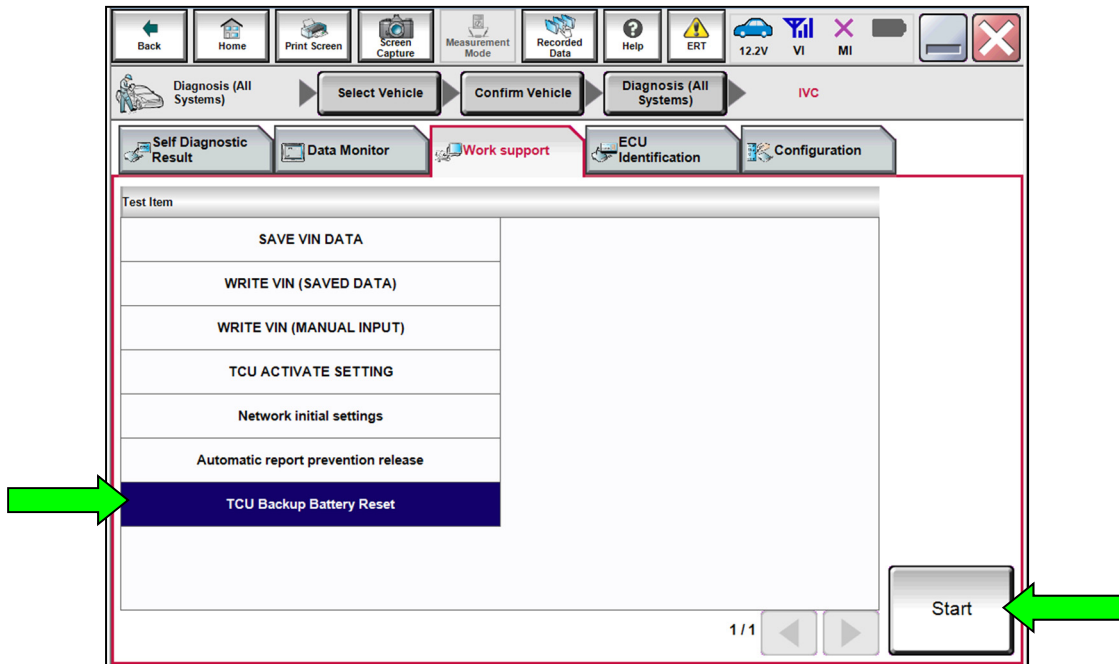 Back
Home
Print Screen
Screen
Capture
Measurement
Mode
Recorded
Data
Help
ERT
12.2V
VI
MI
Diagnosis (All
Systems)
Select Vehicle
Confirm Vehicle
Diagnosis (All
Systems)
IVC
Self Diagnostic
Result
Data Monitor
Work support
ECU
Identification
Configuration
Test Item
SAVE VIN DATA
WRITE VIN (SAVED DATA)
WRITE VIN (MANUAL INPUT)
TCU ACTIVATE SETTING
Network initial settings
Automatic report prevention release
TCU Backup Battery Reset
Start
1/1